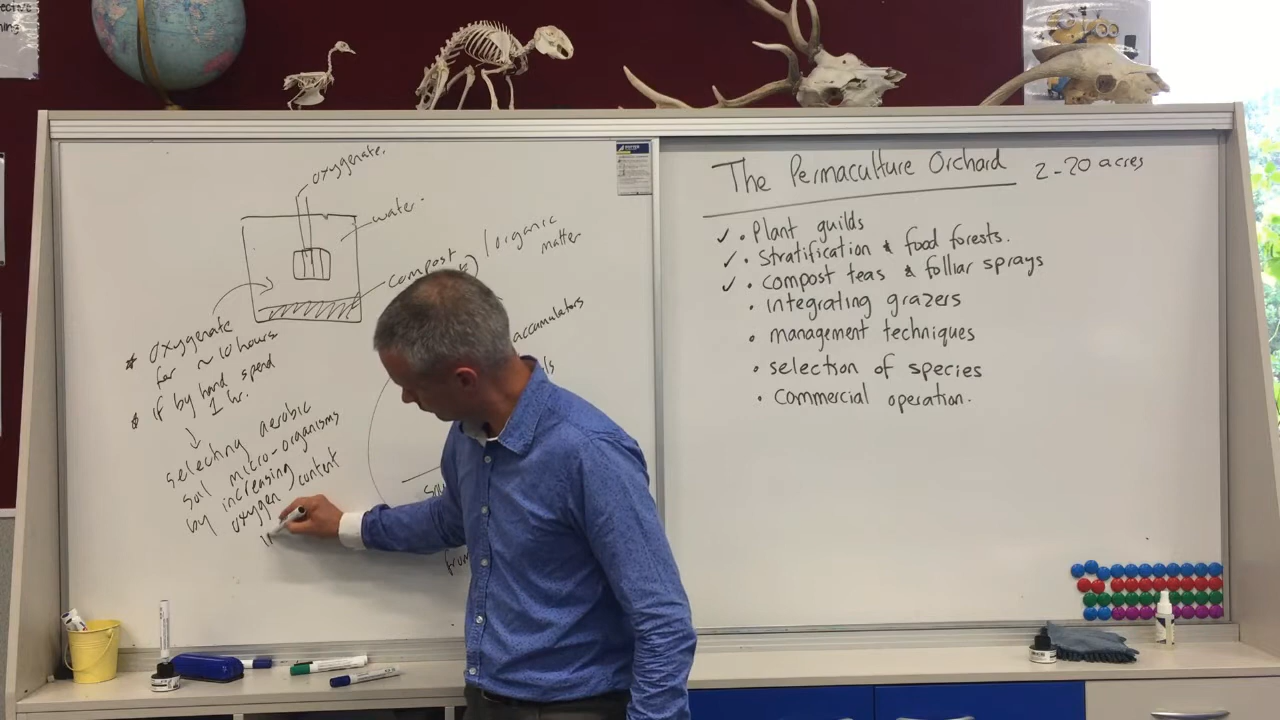 oxygenate.
water.
compost
(organic
matter
* oxygenate
for ~ 10 hours
* if by hand spend
1 hr.
selecting aerobic
soil micro-organisms
by increasing
oxygen content
accumulators
The Permaculture Orchard 2-20 acres
✓ • Plant guilds
✓ • Stratification & food forests.
✓ • compost teas & folliar sprays
• integrating grazers
• management techniques
• selection of species
• commercial operation.